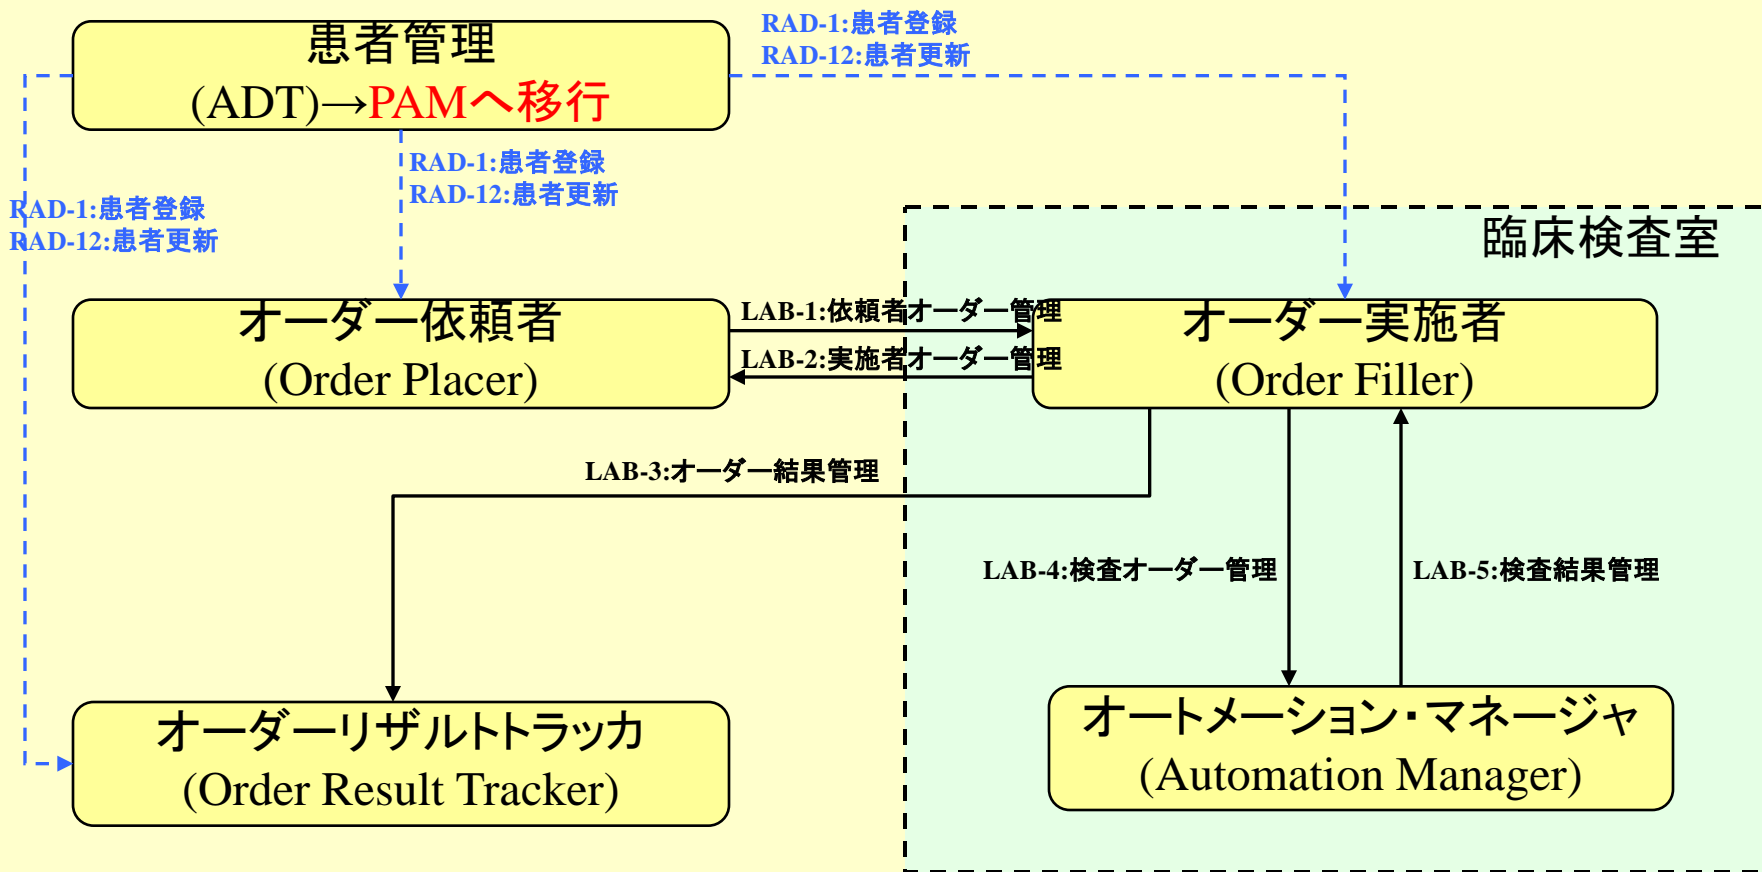 RAD-1:患者登録
RAD-12:患者更新
患者管理
(ADT)→PAMへ移行
RAD-1:患者登録
RAD-12:患者更新
RAD-1:患者登録
RAD-12:患者更新
臨床検査室
オーダー依頼者
(Order Placer)
LAB-1:依頼者オーダー管理
LAB-2:実施者オーダー管理
オーダー実施者
(Order Filler)
LAB-3:オーダー結果管理
LAB-4:検査オーダー管理
LAB-5:検査結果管理
オーダーリザルトトラッカ
(Order Result Tracker)
オートメーション・マネージャ
(Automation Manager)